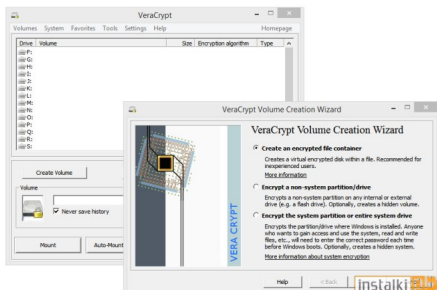 VeraCrypt
Volumes System Favorites Tools Settings Help Homepage
Drive Volume Size Encryption algorithm Type
F:
G:
H:
I:
J:
K:
L:
M:
N:
O:
P:
Q:
R:
S:
Create Volume
Volume
Never save history
Mount
Auto-Mount
VeraCrypt Volume Creation Wizard
VERA CRYPT
VeraCrypt Volume Creation Wizard
Create an encrypted file container
Creates a virtual encrypted disk within a file. Recommended for
inexperienced users.
More information
Encrypt a non-system partition/drive
Encrypts a non-system partition on any internal or external
drive (e.g. a flash drive). Optionally, creates a hidden volume.
Encrypt the system partition or entire system drive
Encrypts the partition/drive where Windows is installed. Anyone
who wants to gain access and use the system, read and write
files, etc., will need to enter the correct password each time
before Windows boots. Optionally, creates a hidden system.
More information about system encryption
Help
< Back
instalki